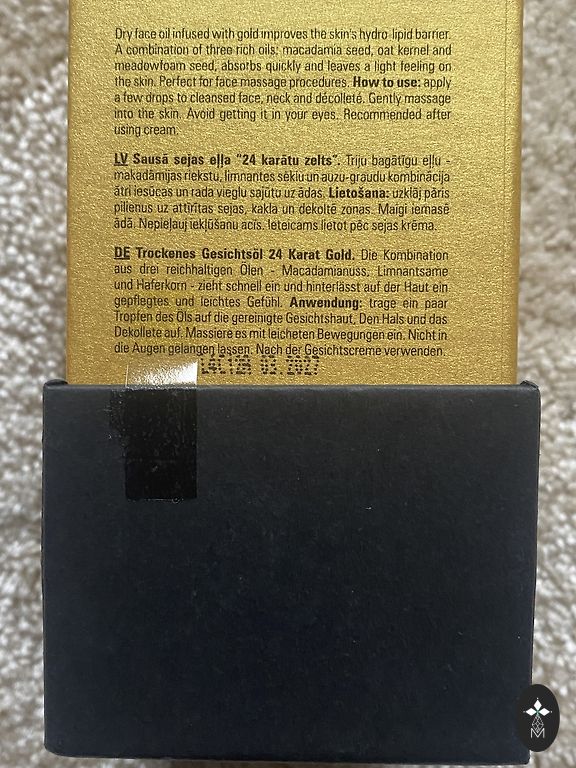 Dry face oil infused with gold improves the skin's hydro-lipid barrier.
A combination of three rich oils: macadamia seed, oat kernel and
meadowfoam seed, absorbs quickly and leaves a light feeling on
the skin. Perfect for face massage procedures. How to use: apply
a few drops to cleansed face, neck and décolleté. Gently massage
into the skin. Avoid getting it in your eyes. Recommended after
using cream.
LV Sausā sejas eļļa "24 karātu zelts". Triju bagātīgu eļļu -
makadāmijas riekstu, limnantes sēklu un auzu-graudu kombinācija
ātri iesūcas un rada vieglu sajūtu uz ādas. Lietošana: uzklāj pāris
pilienus uz attīrītas sejas, kakla un dekoltē zonas. Maigi iemasē
ādā. Nepieļauj iekļūšanu acīs. Ieteicams lietot pēc sejas krēma.
DE Trockenes Gesichtsöl 24 Karat Gold. Die Kombination
aus drei reichhaltigen Ölen - Macadamianuss, Limnantsame
und Haferkorn - zieht schnell ein und hinterlässt auf der Haut ein
gepflegtes und leichtes Gefühl. Anwendung: trage ein paar
Tropfen des Öls auf die gereinigte Gesichtshaut, Den Hals und das
Dekollete auf. Massiere es mit leicheten Bewegungen ein. Nicht in
die Augen gelangen lassen. Nach der Gesichtscreme verwenden.
03.2027